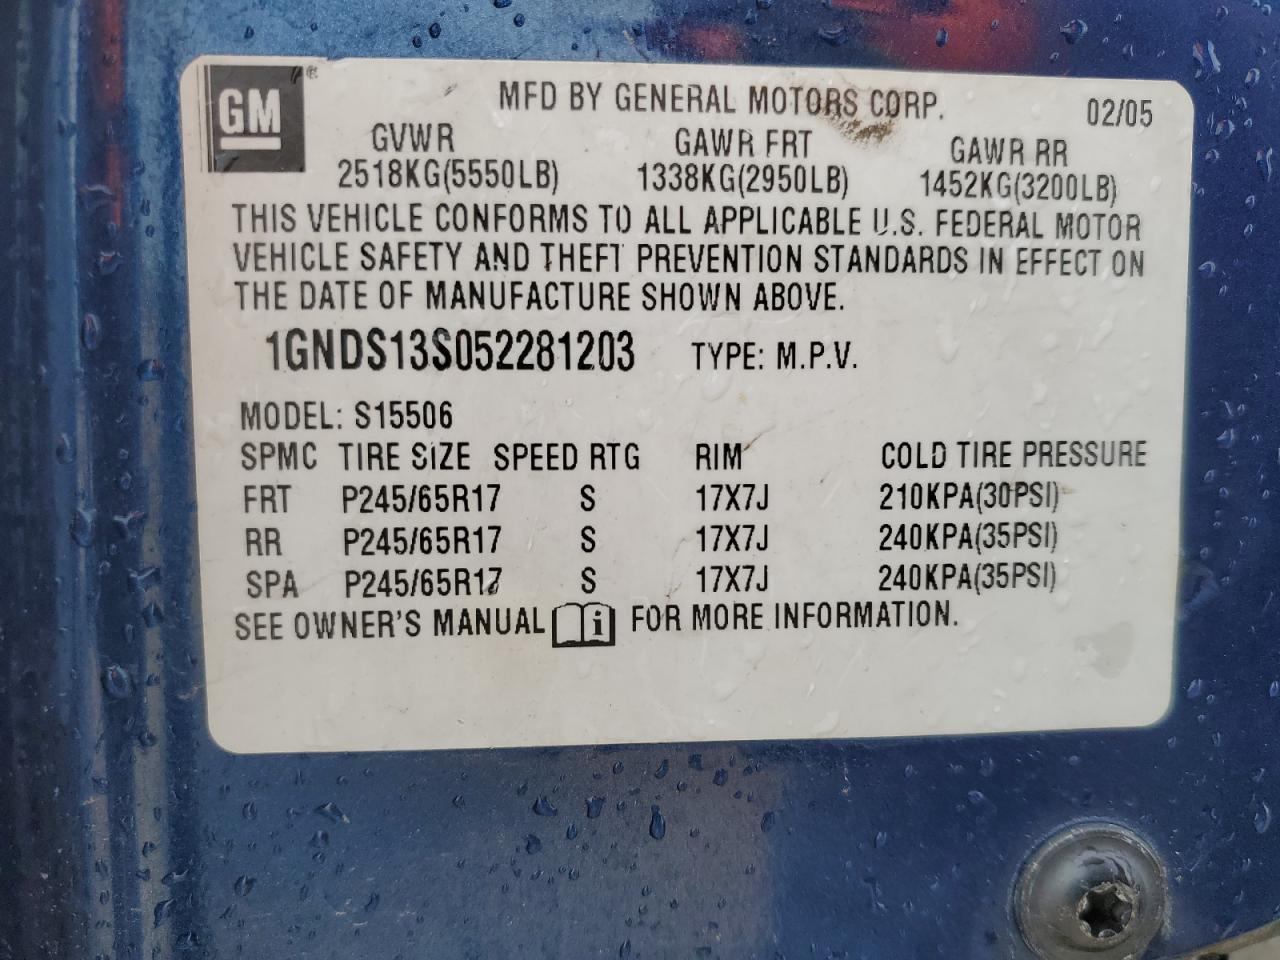 GM ®
MFD BY GENERAL MOTORS CORP.
02/05
GVWR GAWR FRT GAWR RR
2518KG(5550LB) 1338KG(2950LB) 1452KG(3200LB)
THIS VEHICLE CONFORMS TO ALL APPLICABLE U.S. FEDERAL MOTOR
VEHICLE SAFETY AND THEFT PREVENTION STANDARDS IN EFFECT ON
THE DATE OF MANUFACTURE SHOWN ABOVE.
1GNDS13S052281203 TYPE: M.P.V.
MODEL: S15506
SPMC TIRE SIZE SPEED RTG RIM COLD TIRE PRESSURE
FRT P245/65R17 S 17X7J 210KPA(30PSI)
RR P245/65R17 S 17X7J 240KPA(35PSI)
SPA P245/65R17 S 17X7J 240KPA(35PSI)
SEE OWNER'S MANUAL i FOR MORE INFORMATION.